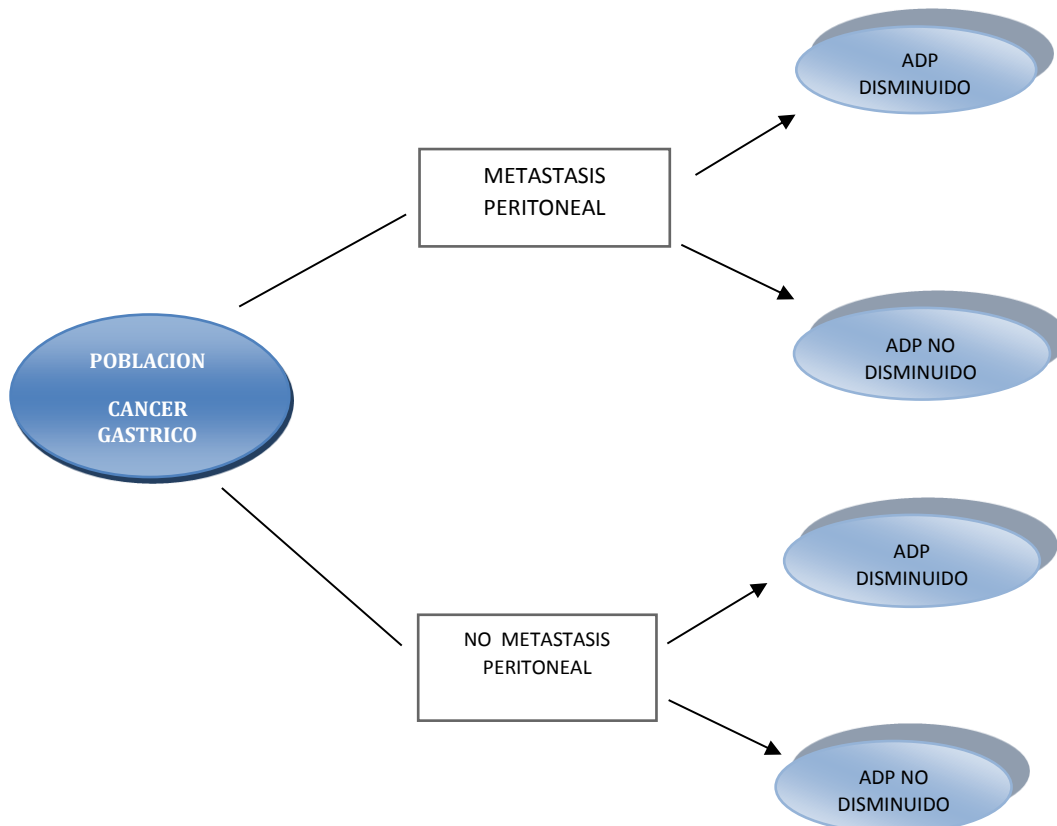 ADP
DISMINUIDO
METASTASIS
PERITONEAL
ADP NO
DISMINUIDO
POBLACION
CANCER
GASTRICO
ADP
DISMINUIDO
NO METASTASIS
PERITONEAL
ADP NO
DISMINUIDO